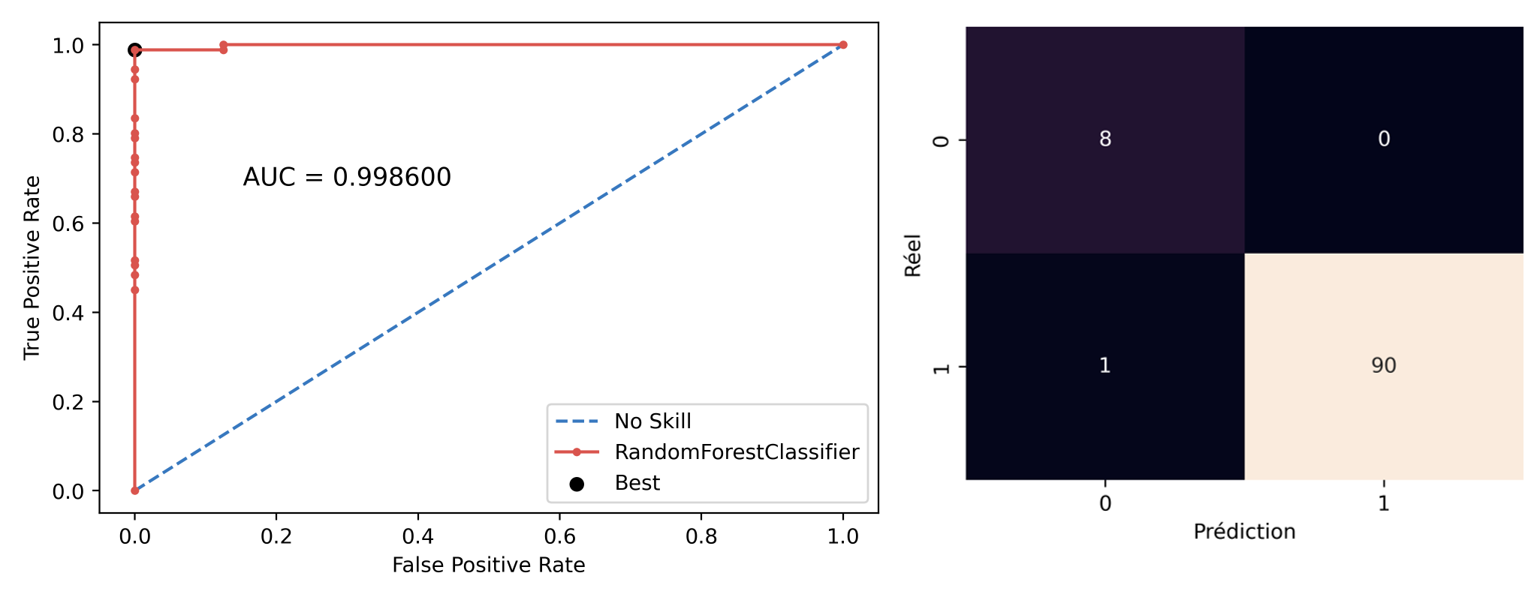 True Positive Rate
1.0
0.8
0.6
0.4
0.2
0.0
AUC = 0.998600
No Skill
RandomForestClassifier
Best
0.0 0.2 0.4 0.6 0.8 1.0
False Positive Rate
Réel
0
1
8 0
1 90
0 1
Prédiction